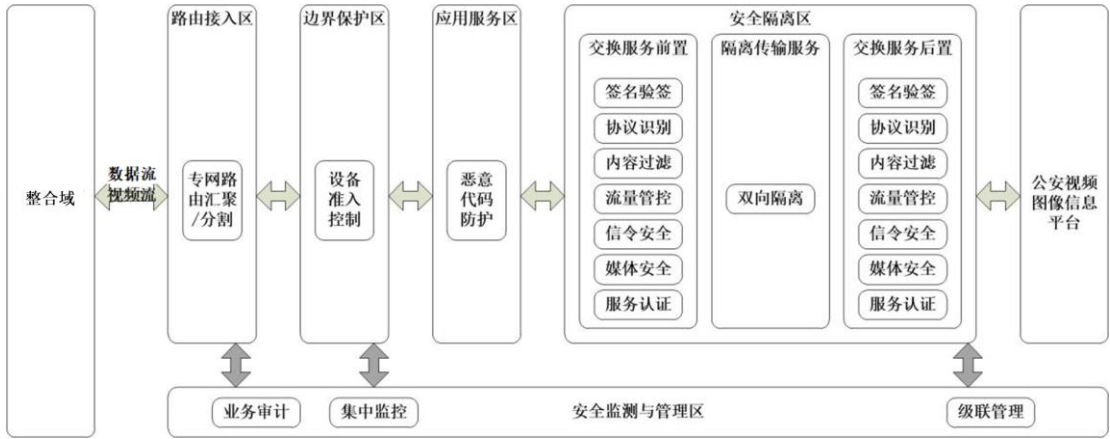 整合域
数据流
视频流
路由接入区
专网路
由汇聚
/分割
边界保护区
设备
准入
控制
应用服务区
恶意
代码
防护
安全隔离区
交换服务前置
签名验签
协议识别
内容过滤
流量管控
信令安全
媒体安全
服务认证
隔离传输服务
双向隔离
交换服务后置
签名验签
协议识别
内容过滤
流量管控
信令安全
媒体安全
服务认证
公安视频
图像信息
平台
业务审计
集中监控
安全监测与管理区
级联管理